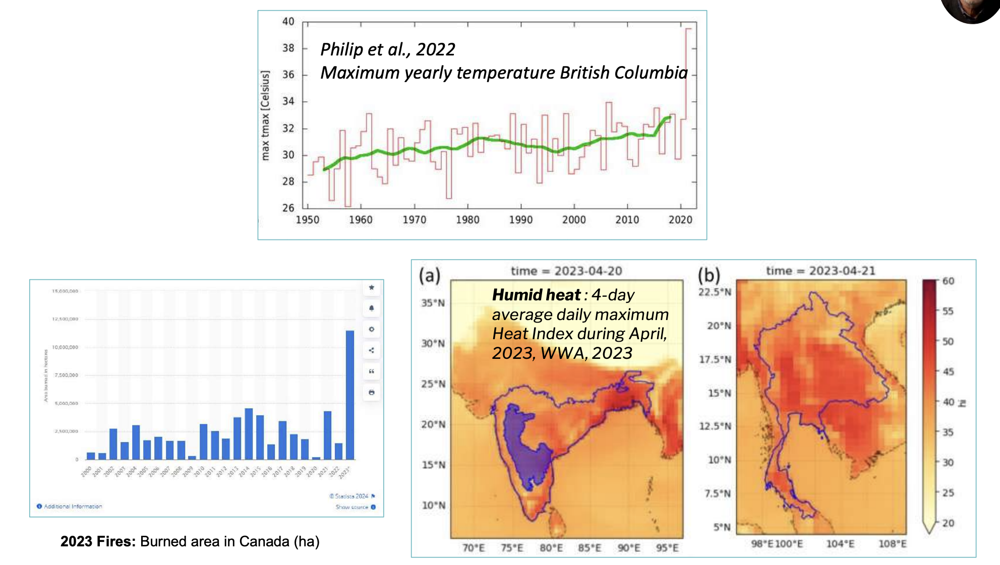 40
38
36
34
32
30
28
26
max tmax [Celsius]
Philip et al., 2022
Maximum yearly temperature British Columbia
1950 1960 1970 1980 1990 2000 2010 2020
15,000,000
12,500,000
10,000,000
7,500,000
5,000,000
2,500,000
0
Area burned in hectares
2000 2001 2002 2003 2004 2005 2006 2007 2008 2009 2010 2011 2012 2013 2014 2015 2016 2017 2018 2019 2020 2021 2022 2023*
© Statista 2024
Additional Information
Show source
2023 Fires: Burned area in Canada (ha)
(a)
time = 2023-04-20
Humid heat : 4-day
average daily maximum
Heat Index during April,
2023, WWA, 2023
35°N
30°N
25°N
20°N
15°N
10°N
70°E 75°E 80°E 85°E 90°E 95°E
(b)
time = 2023-04-21
22.5°N
20°N
17.5°N
15°N
12.5°N
10°N
7.5°N
5°N
98°E 100°E 104°E 108°E
60
55
50
45
40
35
30
25
20
hi